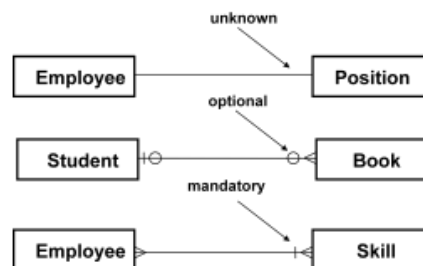 unknown
Employee Position
optional
Student Book
mandatory
Employee Skill